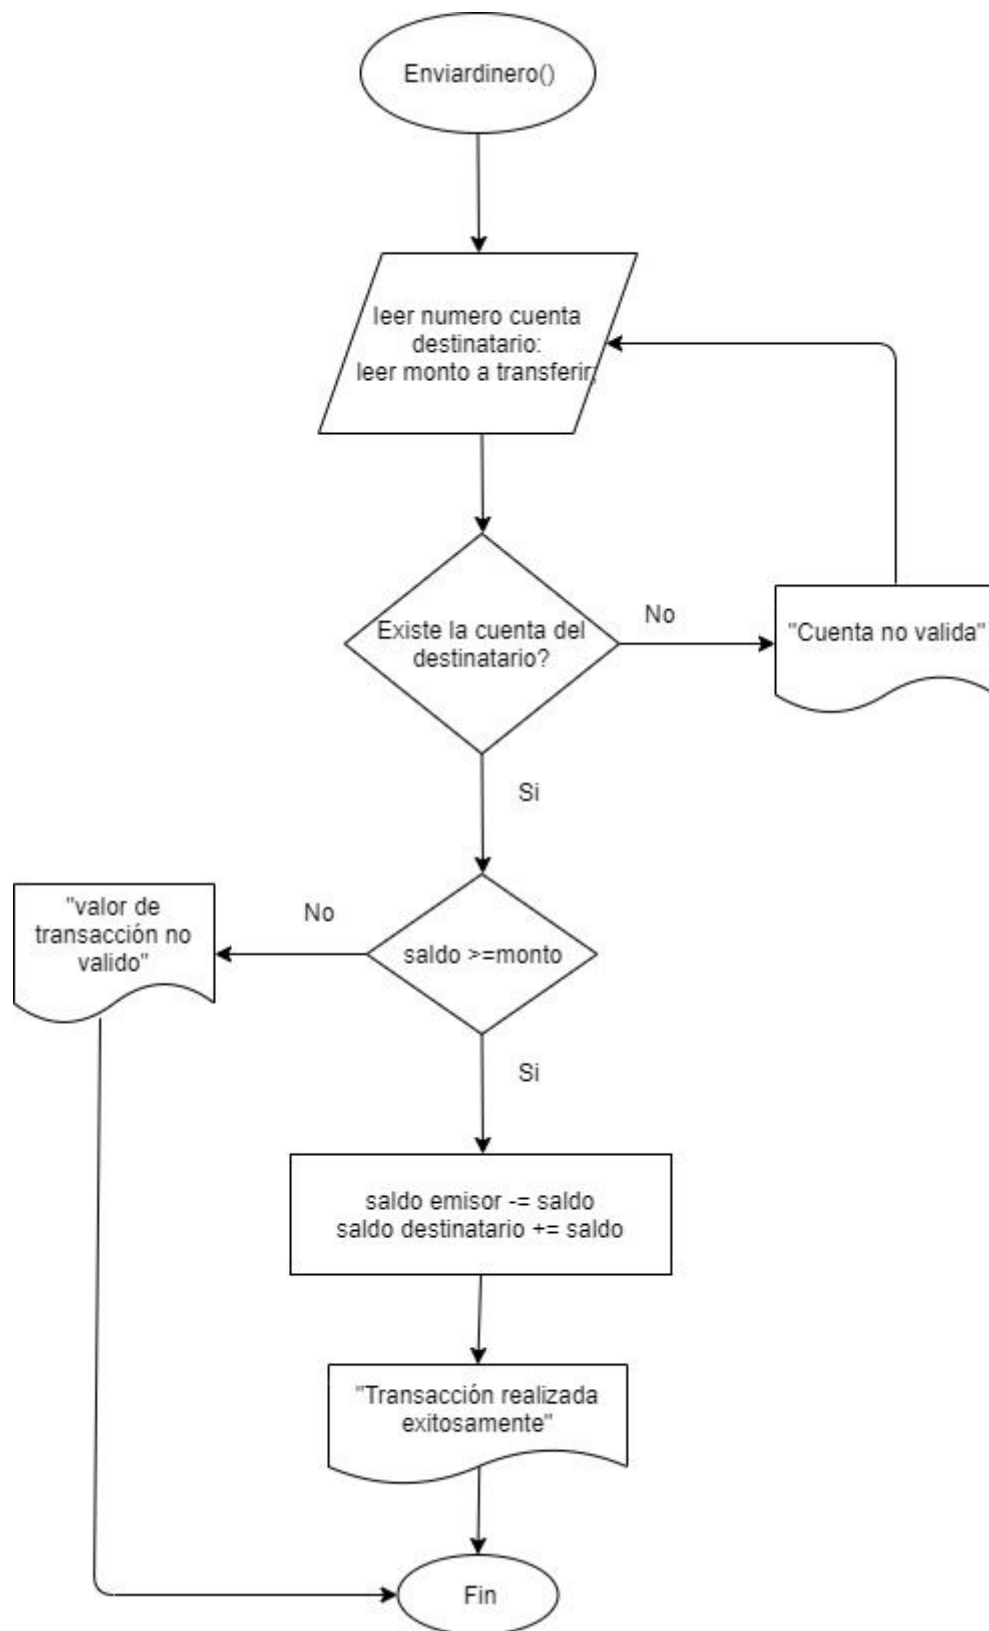 Enviardinero()
leer numero cuenta
destinatario:
leer monto a transferir;
Existe la cuenta del
destinatario?
No
"Cuenta no valida"
Si
saldo >=monto
No
"valor de
transacción no
valido"
Si
saldo emisor -= saldo
saldo destinatario += saldo
"Transacción realizada
exitosamente"
Fin